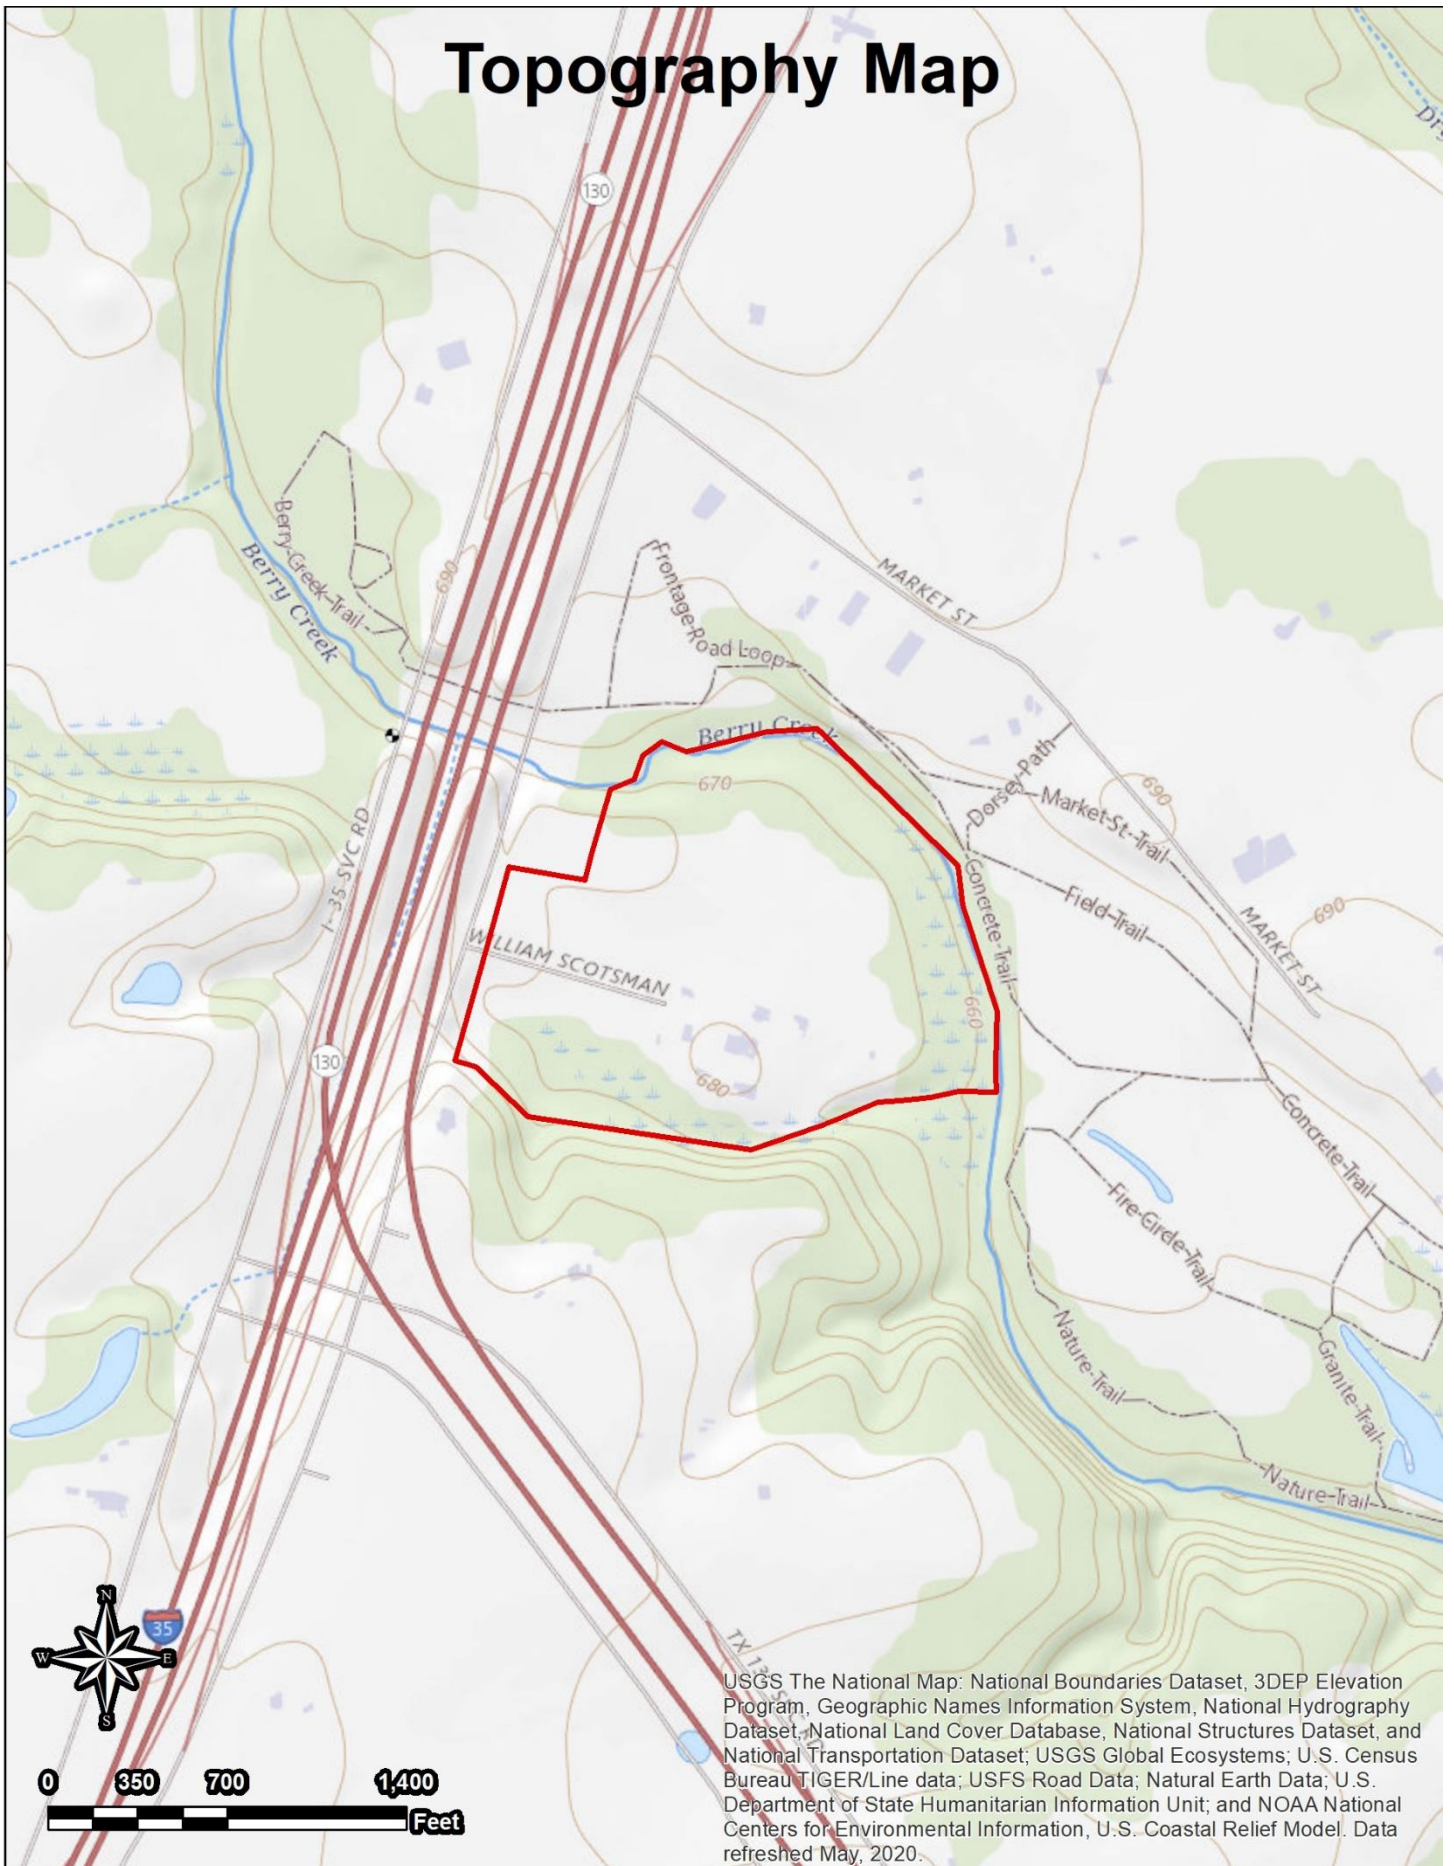 Topography Map
130
Dry
Berry-Creek-Trail
Berry Creek
690
Frontage-Road Loop
MARKET ST
Berry Creek
670
Dorsey-Path
690
Market-St-Trail
I- 35 SVC RD
Concrete-Trail
Field-Trail
690
MARKET ST
WILLIAM SCOTSMAN
660
130
680
Concrete-Trail
Fire-Circle-Trail
Nature-Trail
Granite-Trail
Nature-Trail
N
W
E
S
35
0 350 700 1,400
Feet
USGS The National Map: National Boundaries Dataset, 3DEP Elevation
Program, Geographic Names Information System, National Hydrography
Dataset, National Land Cover Database, National Structures Dataset, and
National Transportation Dataset; USGS Global Ecosystems; U.S. Census
Bureau TIGER/Line data; USFS Road Data; Natural Earth Data; U.S.
Department of State Humanitarian Information Unit; and NOAA National
Centers for Environmental Information, U.S. Coastal Relief Model. Data
refreshed May, 2020.